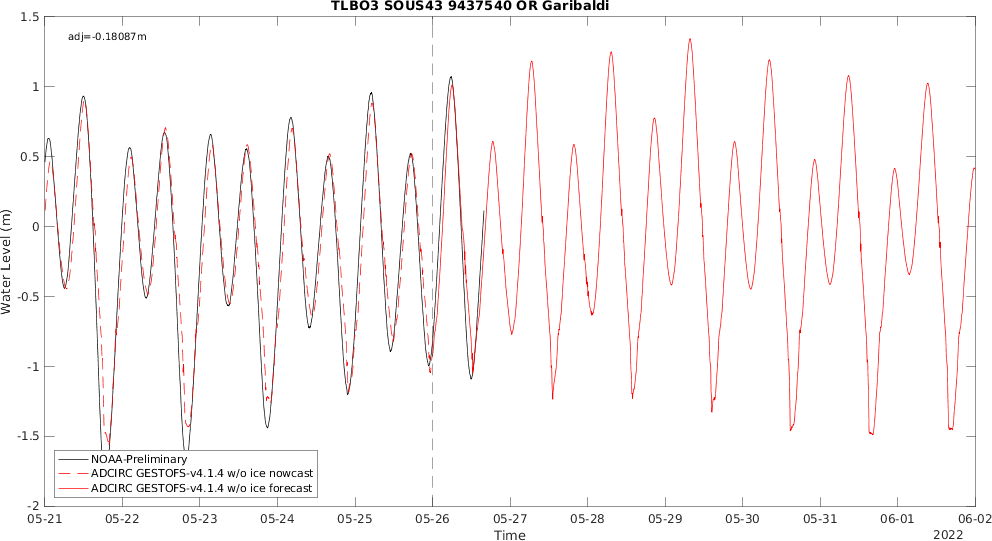 TLBO3 SOUS43 9437540 OR Garibaldi
adj=-0.18087m
1.5
1
0.5
0
-0.5
-1
-1.5
-2
Water Level (m)
NOAA-Preliminary
ADCIRC GESTOFS-v4.1.4 w/o ice nowcast
ADCIRC GESTOFS-v4.1.4 w/o ice forecast
05-21 05-22 05-23 05-24 05-25 05-26 05-27 05-28 05-29 05-30 05-31 06-01 06-02
Time
2022